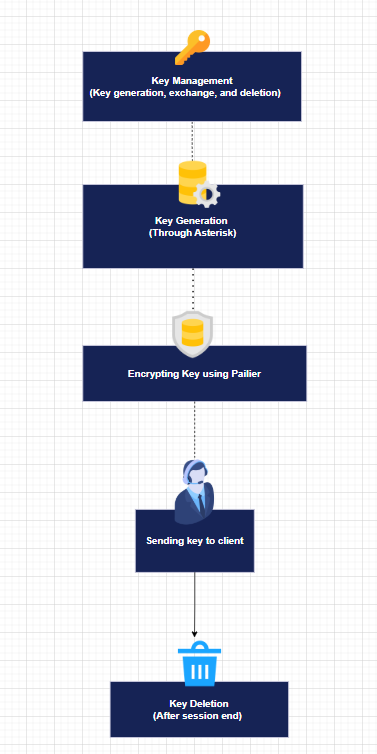 Key Management
(Key generation, exchange, and deletion)
Key Generation
(Through Asterisk)
Encrypting Key using Pailier
Sending key to client
Key Deletion
(After session end)